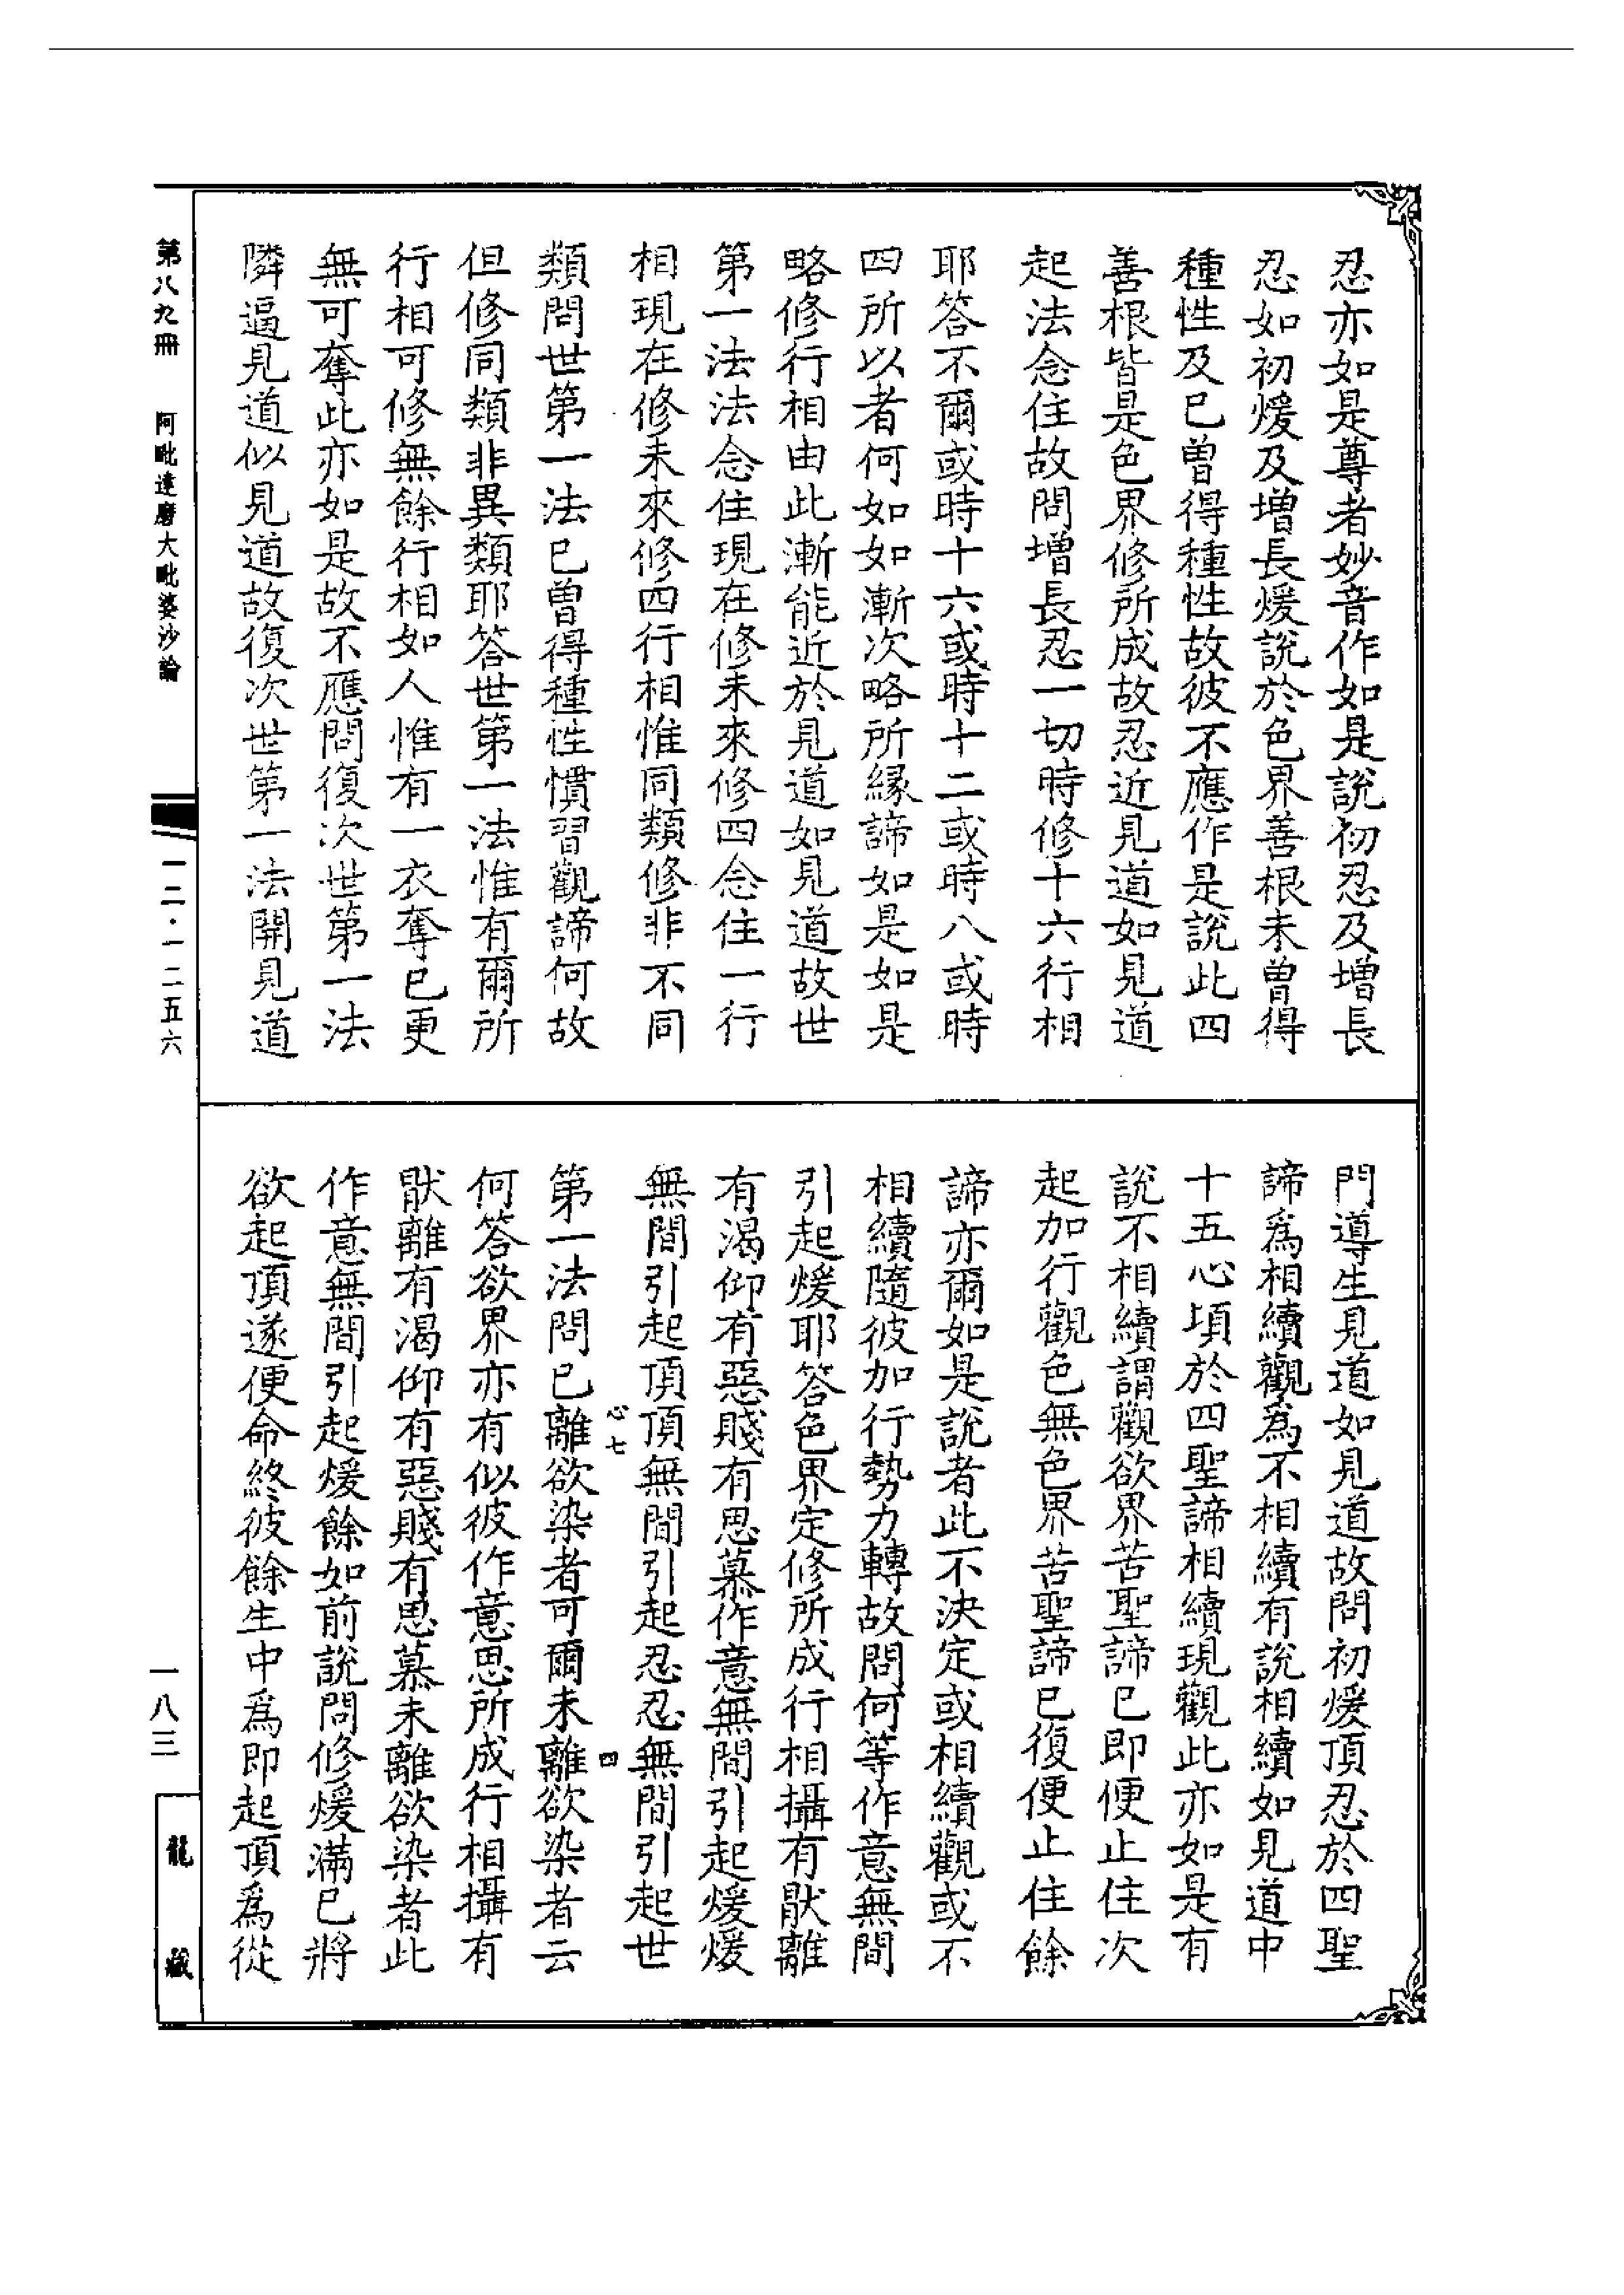 忍亦如是尊者妙音作如是說初忍及增長
忍如初煖及增長煖說於色界善根未曾得
種性及已曾得種性故彼不應作是說此四
善根皆是色界修所成故忍近見道如見道
起法念住故問增長忍一切時修十六行相
耶答不爾或時十六或時十二或時八或時
四所以者何如如漸次略所緣諦如是如是
略修行相由此漸能近於見道如見道故世
第一法法念住現在修未來修四念住一行
相現在修未來修四行相惟同類修非不同
類問世第一法已曾得種性慣習觀諦何故
但修同類非異類耶答世第一法惟有爾所
行相可修無餘行相如人惟有一衣奪已更
無可奪此亦如是故不應問復次世第一法
隣逼見道似見道故復次世第一法開見道
門導生見道如見道故問初煖頂忍於四聖
諦爲相續觀爲不相續有說相續如見道中
十五心頃於四聖諦相續現觀此亦如是有
說不相續謂觀欲界苦聖諦已即便止住次
起加行觀色無色界苦聖諦已復便止住餘
諦亦爾如是說者此不決定或相續觀或不
相續隨彼加行勢力轉故問何等作意無間
引起煖耶答色界定修所成行相攝有猒離
有渴仰有惡賤有思慕作意無間引起煖煖
無間引起頂頂無間引起忍忍無間引起世
第一法問已離欲染者可爾未離欲染者云
何答欲界亦有似彼作意思所成行相攝有
猒離有渴仰有惡賤有思慕未離欲染者此
作意無間引起煖餘如前說問修煖滿已將
欲起頂遂便命終彼餘生中爲即起頂爲從
心七
四
第八九冊 阿毗達磨大毗婆沙論
一二·一二五六
一八三
龍藏